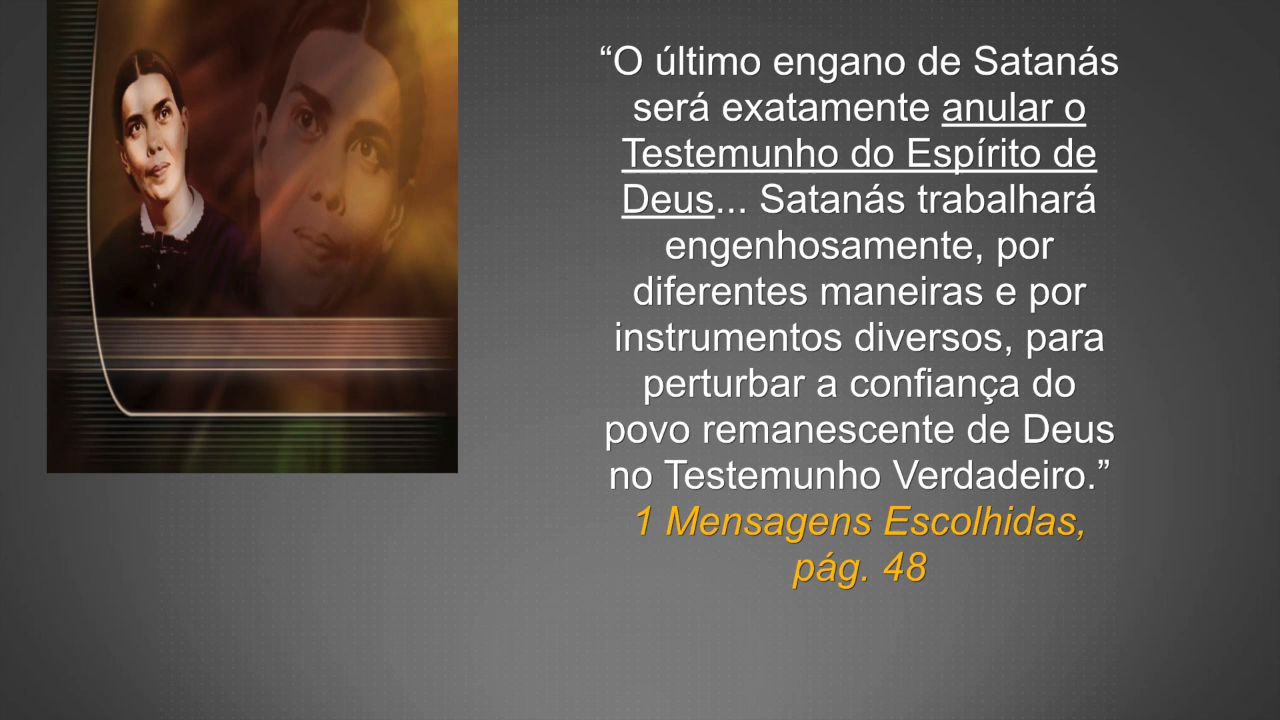 “O último engano de Satanás
será exatamente anular o
Testemunho do Espírito de
Deus... Satanás trabalhará
engenhosamente, por
diferentes maneiras e por
instrumentos diversos, para
perturbar a confiança do
povo remanescente de Deus
no Testemunho Verdadeiro.”
1 Mensagens Escolhidas,
pág. 48